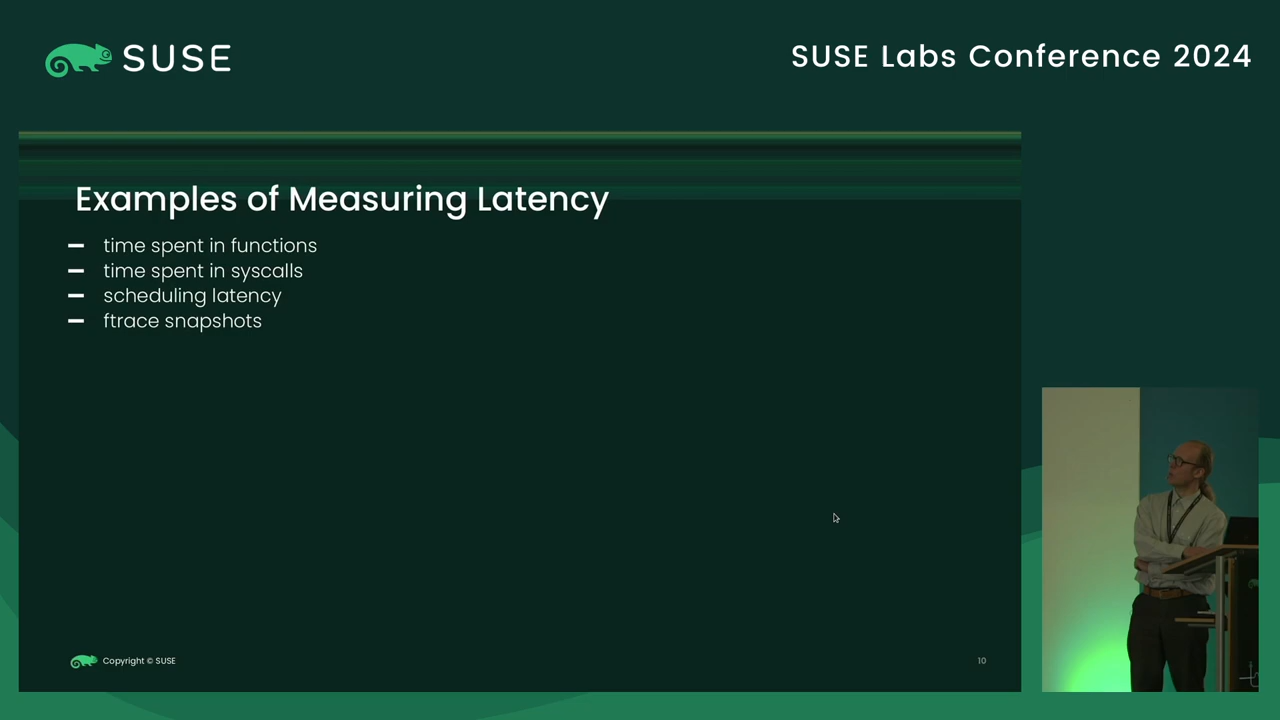 SUSE
SUSE Labs Conference 2024
Examples of Measuring Latency
time spent in functions
time spent in syscalls
scheduling latency
ftrace snapshots
Copyright © SUSE
10